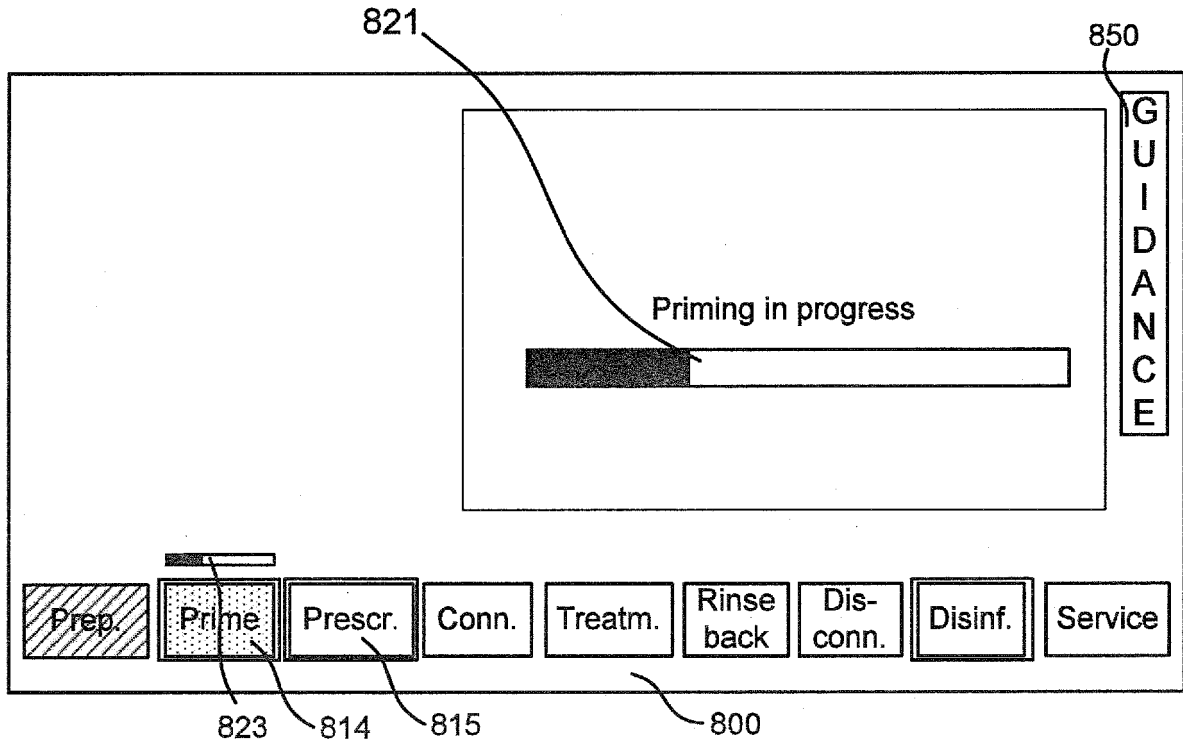 821
850
GUIDANCE
Priming in progress
Prep.
Prime
Prescr.
Conn.
Treatm.
Rinse
back
Dis-
conn.
Disinf.
Service
823
814
815
800